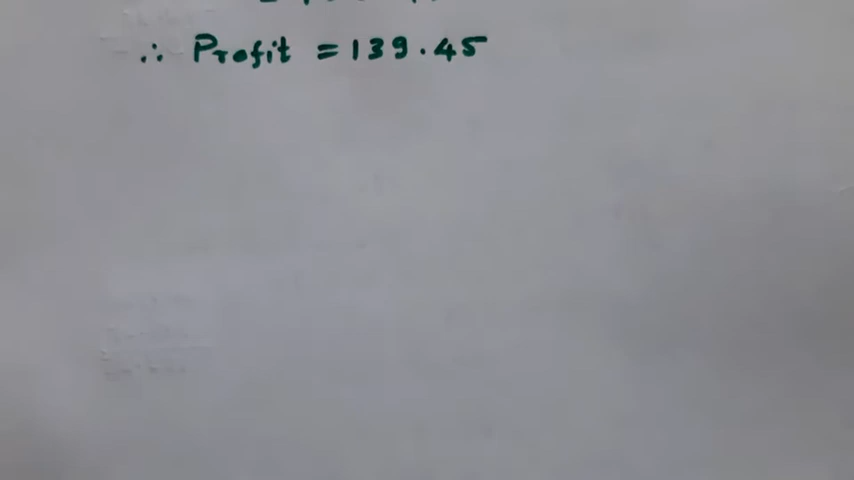 ∴ Profit = 139.45